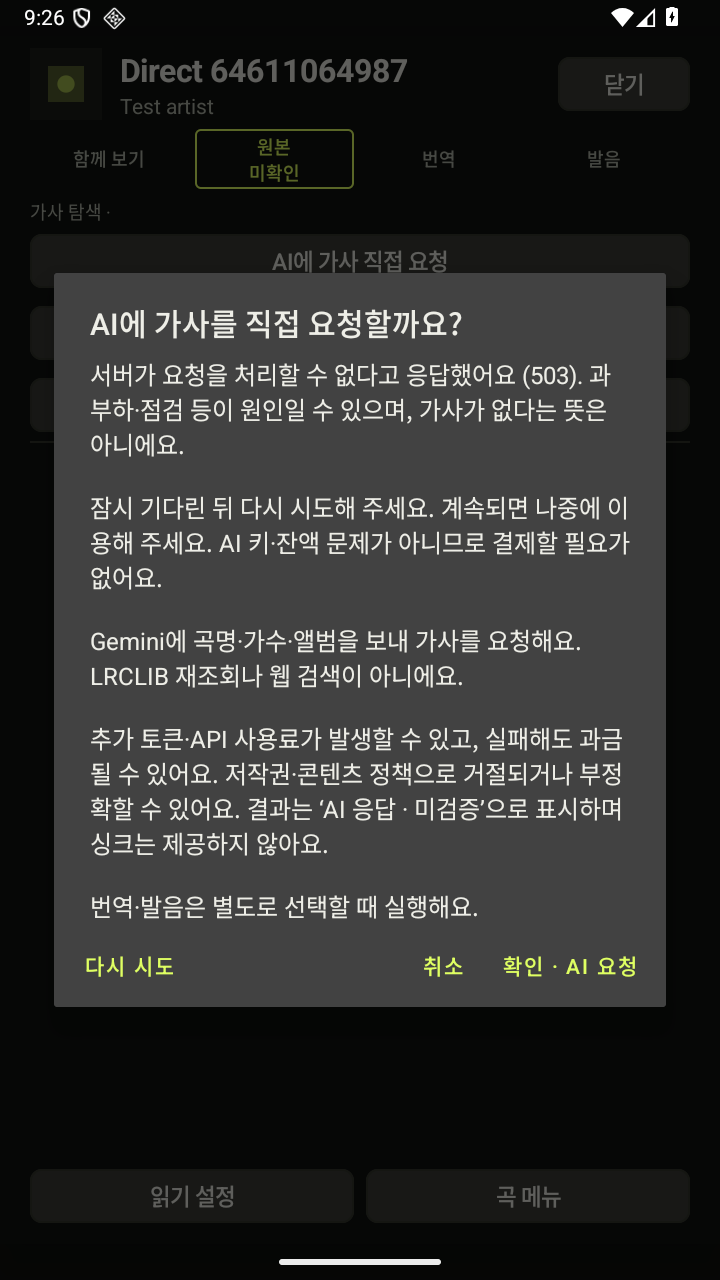 9:26
Direct 64611064987
Test artist
닫기
함께 보기
원본
미확인
번역
발음
가사 탐색 ·
AI에 가사 직접 요청
AI에 가사를 직접 요청할까요?
서버가 요청을 처리할 수 없다고 응답했어요 (503). 과
부하·점검 등이 원인일 수 있으며, 가사가 없다는 뜻은
아니에요.
잠시 기다린 뒤 다시 시도해 주세요. 계속되면 나중에 이
용해 주세요. AI 키·잔액 문제가 아니므로 결제할 필요가
없어요.
Gemini에 곡명·가수·앨범을 보내 가사를 요청해요.
LRCLIB 재조회나 웹 검색이 아니에요.
추가 토큰·API 사용료가 발생할 수 있고, 실패해도 과금
될 수 있어요. 저작권·콘텐츠 정책으로 거절되거나 부정
확할 수 있어요. 결과는 ‘AI 응답 · 미검증’으로 표시하며
싱크는 제공하지 않아요.
번역·발음은 별도로 선택할 때 실행해요.
다시 시도
취소
확인 · AI 요청
읽기 설정
곡 메뉴